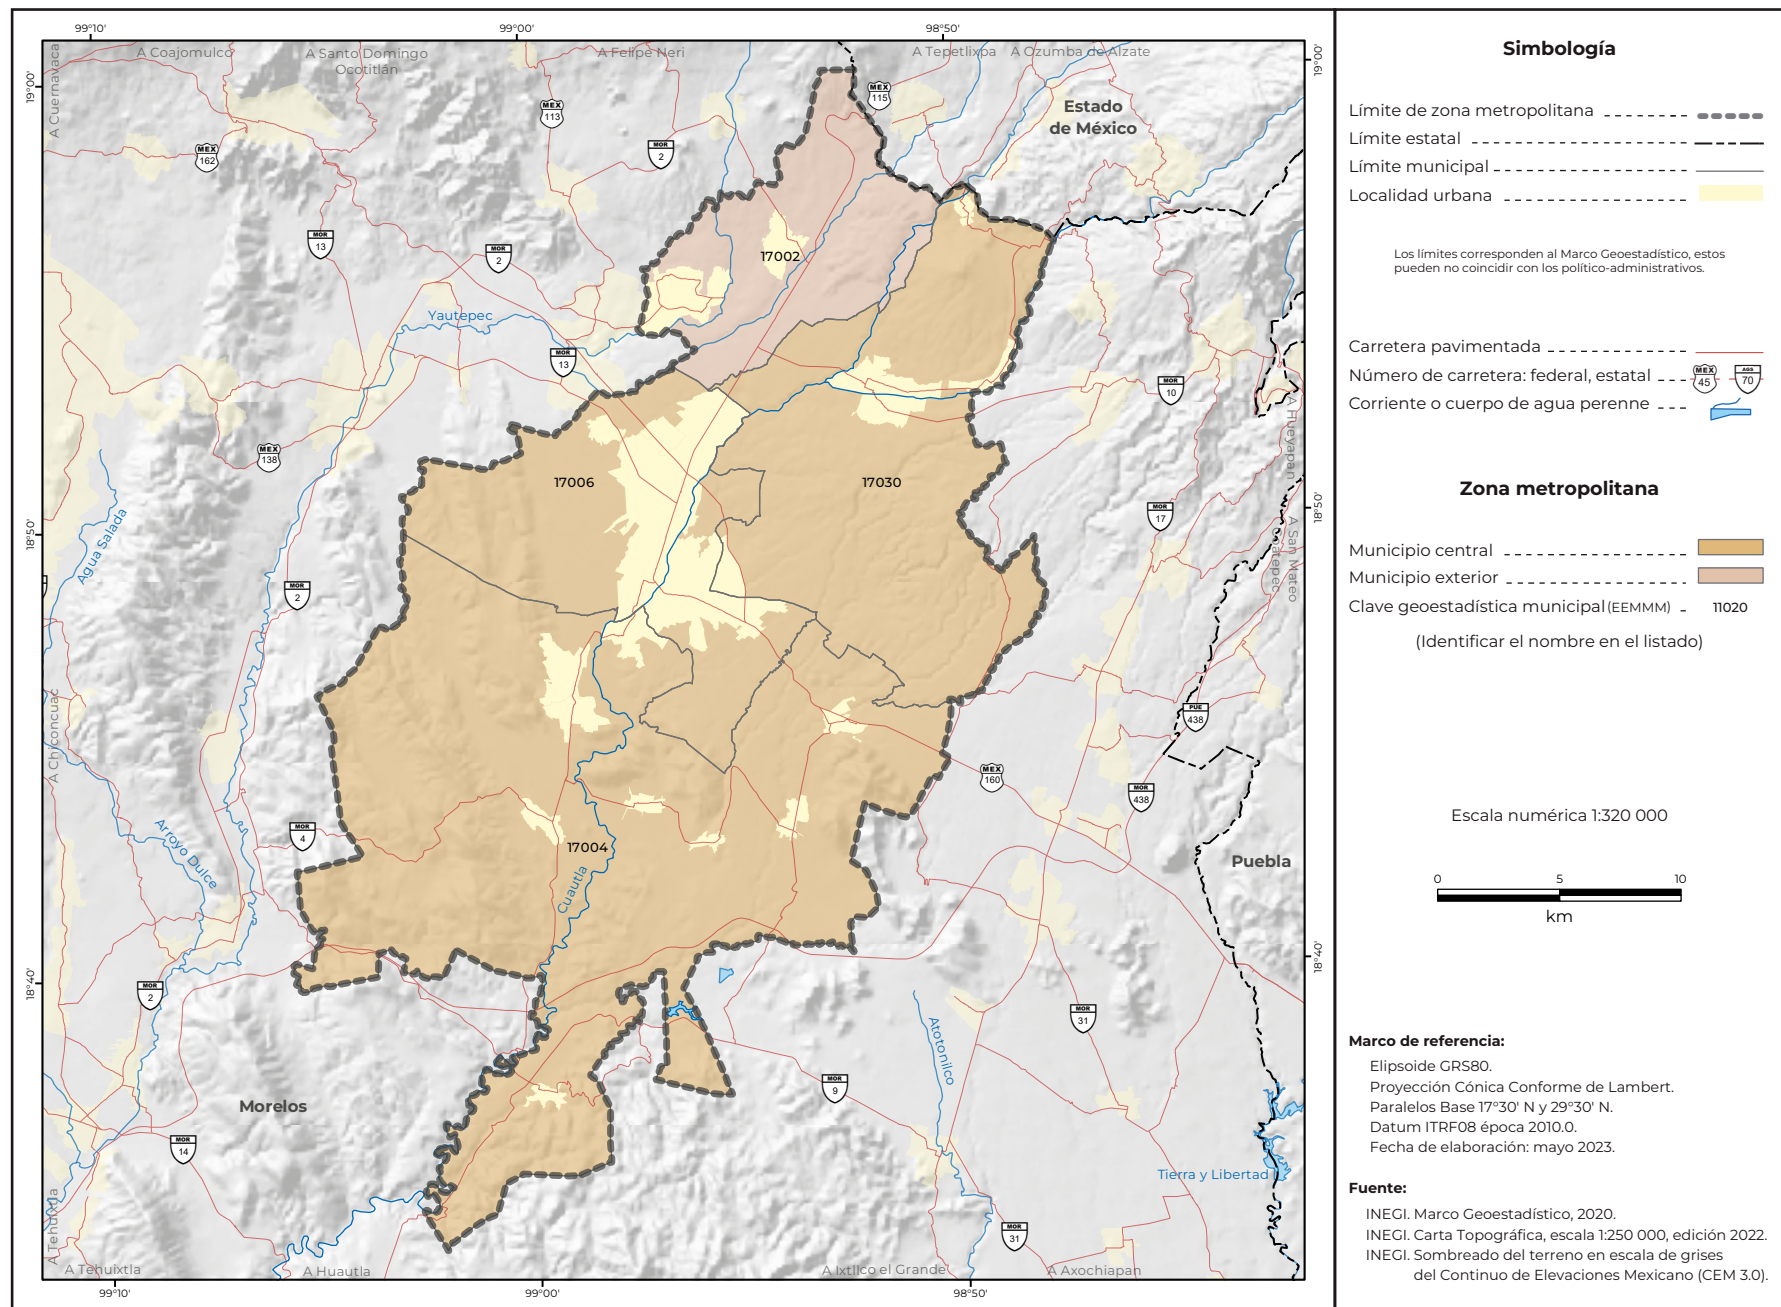 99°10'
99°00'
98°50'
A Coajomulco
A Santo Domingo
Ocotitlán
A Felipe Neri
A Tepetlixpa
A Ozumba de Alzate
A Cuernavaca
19°00'
19°00'
MEX
162
MEX
113
MOR
2
MEX
115
Estado
de México
MOR
13
MOR
2
17002
Yautepec
MOR
13
MOR
10
A Hueyapan
MEX
138
17006
17030
18°50'
18°50'
Agua Salada
MOR
17
A San Mateo
Coatepec
MOR
2
A Chiconcuac
PUE
438
MEX
160
MOR
438
MOR
4
Arroyo Dulce
17004
Cuautla
Puebla
18°40'
18°40'
MOR
2
MOR
31
Atotonilco
MOR
9
Morelos
MOR
14
Tierra y Libertad
MOR
31
A Tehuixtla
A Tehuixtla
A Huautla
A Ixtlilco el Grande
A Axochiapan
99°10'
99°00'
98°50'
Simbología
Límite de zona metropolitana
Límite estatal
Límite municipal
Localidad urbana
Los límites corresponden al Marco Geoestadístico, estos
pueden no coincidir con los político-administrativos.
Carretera pavimentada
Número de carretera: federal, estatal
MEX
45
AGS
70
Corriente o cuerpo de agua perenne
Zona metropolitana
Municipio central
Municipio exterior
Clave geoestadística municipal (EEMMM) 11020
(Identificar el nombre en el listado)
Escala numérica 1:320 000
0 5 10
km
Marco de referencia:
Elipsoide GRS80.
Proyección Cónica Conforme de Lambert.
Paralelos Base 17°30' N y 29°30' N.
Datum ITRF08 época 2010.0.
Fecha de elaboración: mayo 2023.
Fuente:
INEGI. Marco Geoestadístico, 2020.
INEGI. Carta Topográfica, escala 1:250 000, edición 2022.
INEGI. Sombreado del terreno en escala de grises
del Continuo de Elevaciones Mexicano (CEM 3.0).